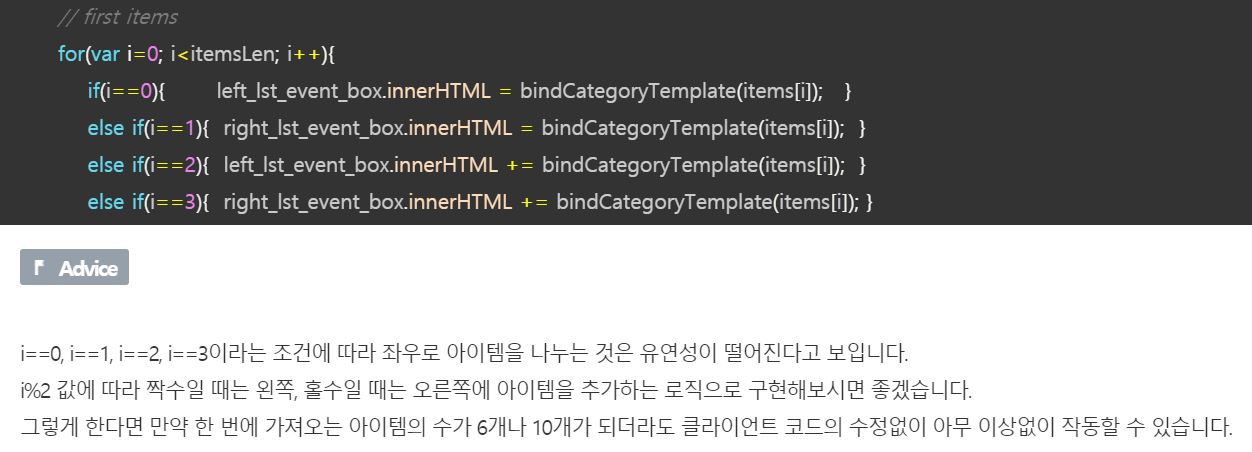 // first items
for(var i=0; i<itemsLen; i++){
if(i==0){ left_lst_event_box.innerHTML = bindCategoryTemplate(items[i]); }
else if(i==1){ right_lst_event_box.innerHTML = bindCategoryTemplate(items[i]); }
else if(i==2){ left_lst_event_box.innerHTML += bindCategoryTemplate(items[i]); }
else if(i==3){ right_lst_event_box.innerHTML += bindCategoryTemplate(items[i]); }
Advice
i==0, i==1, i==2, i==3이라는 조건에 따라 좌우로 아이템을 나누는 것은 유연성이 떨어진다고 보입니다.
i%2 값에 따라 짝수일 때는 왼쪽, 홀수일 때는 오른쪽에 아이템을 추가하는 로직으로 구현해보시면 좋겠습니다.
그렇게 한다면 만약 한 번에 가져오는 아이템의 수가 6개나 10개가 되더라도 클라이언트 코드의 수정없이 아무 이상없이 작동할 수 있습니다.